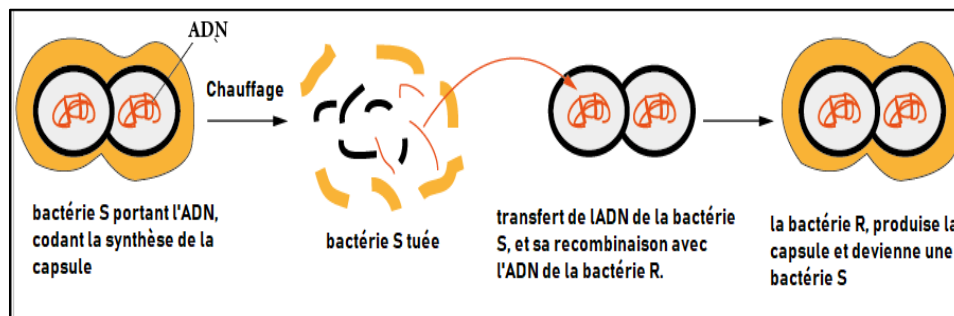 ADN
Chauffage
bactérie S portant l'ADN,
codant la synthèse de la
capsule
bactérie S tuée
transfert de lADN de la bactérie
S, et sa recombinaison avec
l'ADN de la bactérie R.
la bactérie R, produise la
capsule et devienne une
bactérie S